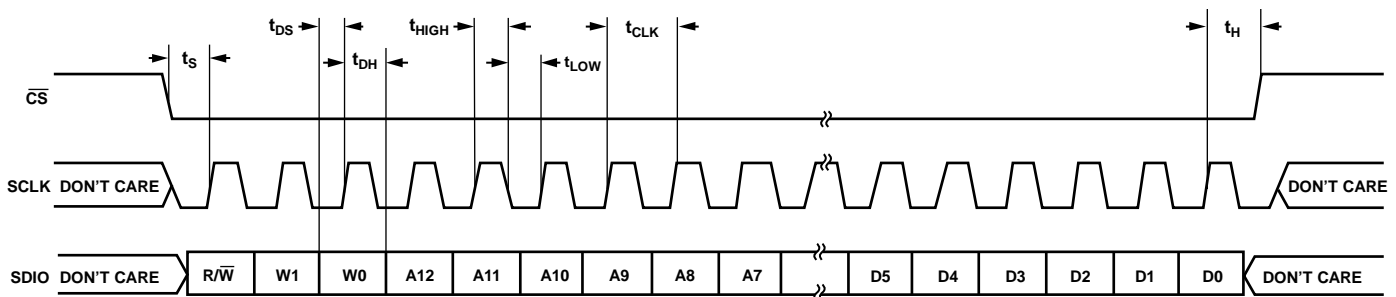 tDS tHIGH tCLK tH
tS tDH tLOW
CS
SCLK DON'T CARE DON'T CARE
SDIO DON'T CARE R/W W1 W0 A12 A11 A10 A9 A8 A7 D5 D4 D3 D2 D1 D0 DON'T CARE